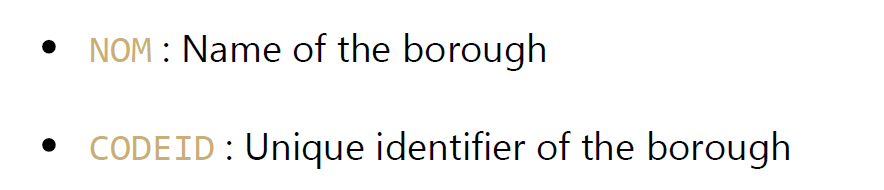 • NOM : Name of the borough
• CODEID : Unique identifier of the borough